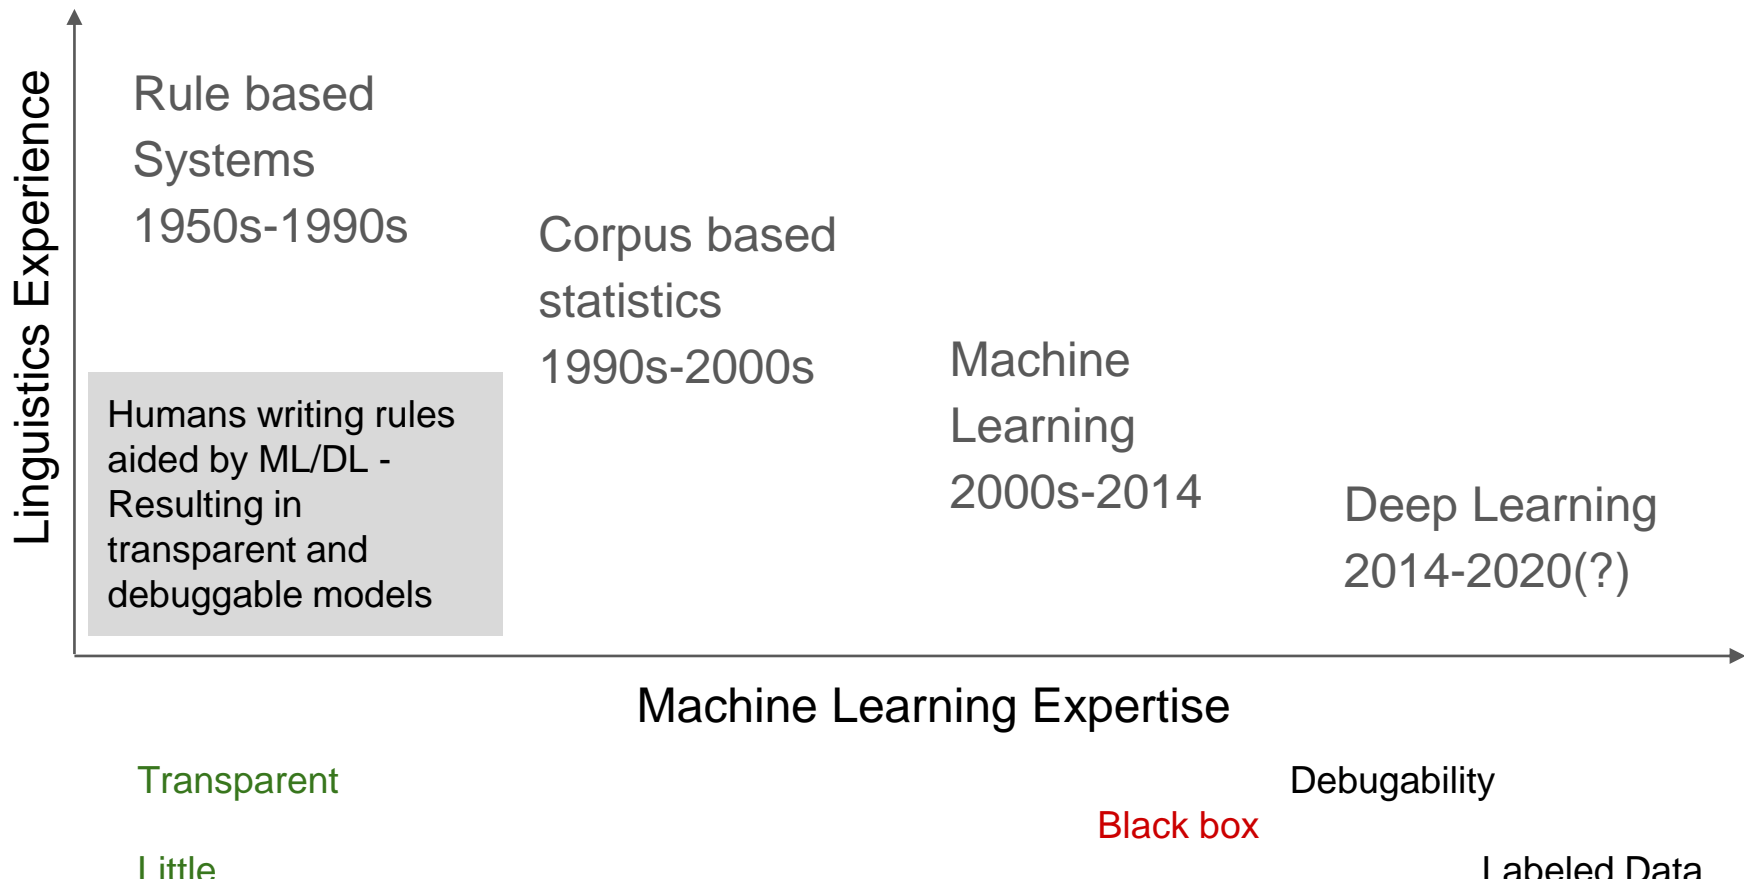 Linguistics Experience
Rule based
Systems
1950s-1990s
Corpus based
statistics
1990s-2000s
Machine
Learning
2000s-2014
Deep Learning
2014-2020(?)
Humans writing rules
aided by ML/DL -
Resulting in
transparent and
debuggable models
Machine Learning Expertise
Transparent
Debugability
Black box
Little
Labeled Data